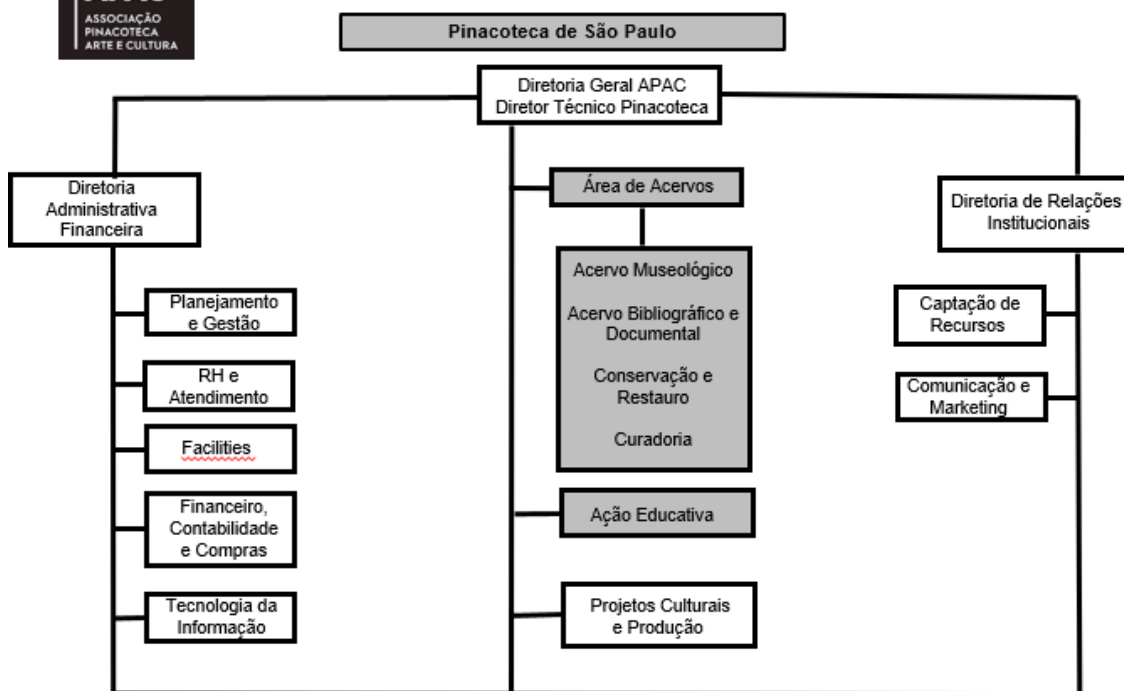 ASSOCIAÇÃO
PINACOTECA
ARTE E CULTURA
Pinacoteca de São Paulo
Diretoria Geral APAC
Diretor Técnico Pinacoteca
Diretoria
Administrativa
Financeira
Planejamento
e Gestão
RH e
Atendimento
Facilities
Financeiro,
Contabilidade
e Compras
Tecnologia da
Informação
Área de Acervos
Acervo Museológico
Acervo Bibliográfico e
Documental
Conservação e
Restauro
Curadoria
Ação Educativa
Projetos Culturais
e Produção
Diretoria de Relações
Institucionais
Captação de
Recursos
Comunicação e
Marketing